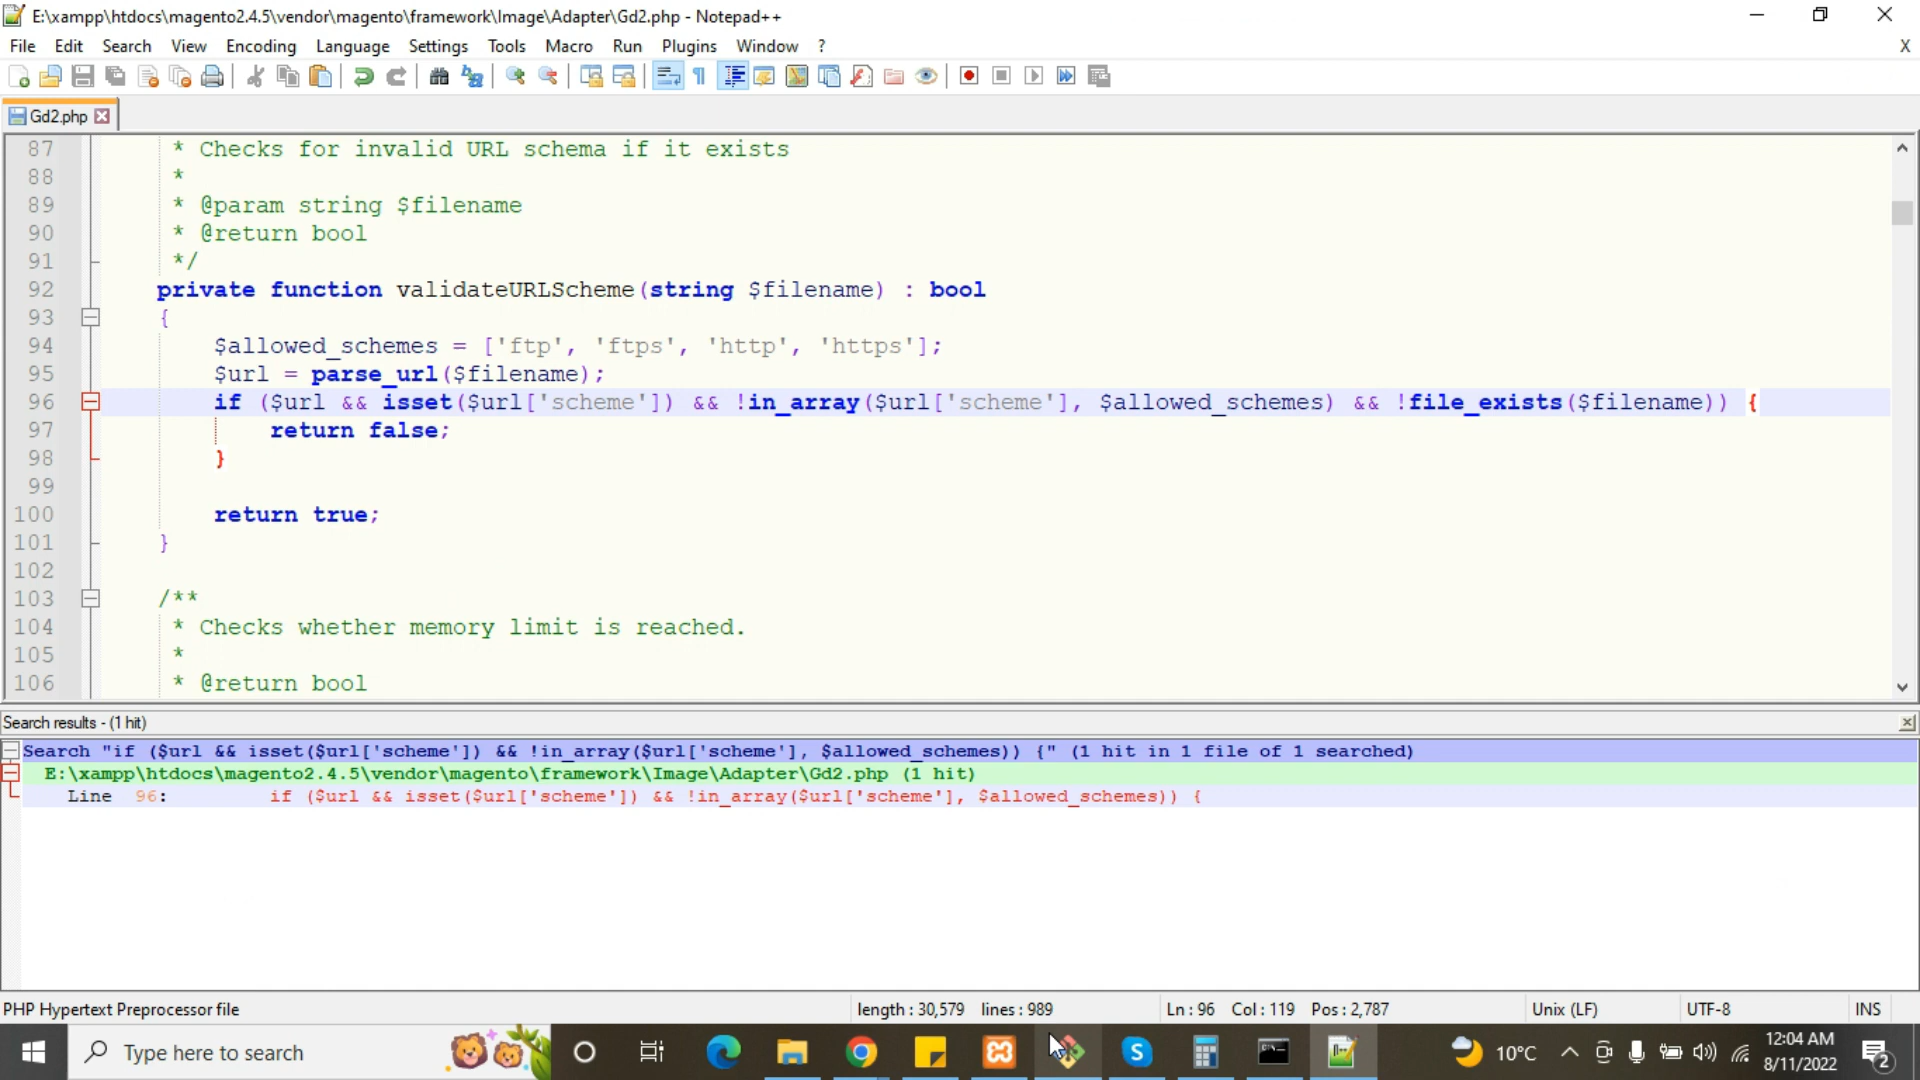 E:\xampp\htdocs\magento2.4.5\vendor\magento\framework\Image\Adapter\Gd2.php - Notepad++
File Edit Search View Encoding Language Settings Tools Macro Run Plugins Window ? X
Gd2.php
87 * Checks for invalid URL schema if it exists
88 *
89 * @param string $filename
90 * @return bool
91 */
92 private function validateURLScheme(string $filename) : bool
93 {
94 $allowed_schemes = ['ftp', 'ftps', 'http', 'https'];
95 $url = parse_url($filename);
96 if ($url && isset($url['scheme']) && !in_array($url['scheme'], $allowed_schemes) && !file_exists($filename)) {
97 return false;
98 }
99
100 return true;
101 }
102
103 /**
104 * Checks whether memory limit is reached.
105 *
106 * @return bool
Search results - (1 hit)
Search "if ($url && isset($url['scheme']) && !in_array($url['scheme'], $allowed_schemes)) {" (1 hit in 1 file of 1 searched)
E:\xampp\htdocs\magento2.4.5\vendor\magento\framework\Image\Adapter\Gd2.php (1 hit)
Line 96: if ($url && isset($url['scheme']) && !in_array($url['scheme'], $allowed_schemes)) {
PHP Hypertext Preprocessor file length : 30,579 lines : 989 Ln : 96 Col : 119 Pos : 2,787 Unix (LF) UTF-8 INS
Type here to search
10°C
12:04 AM
8/11/2022
2